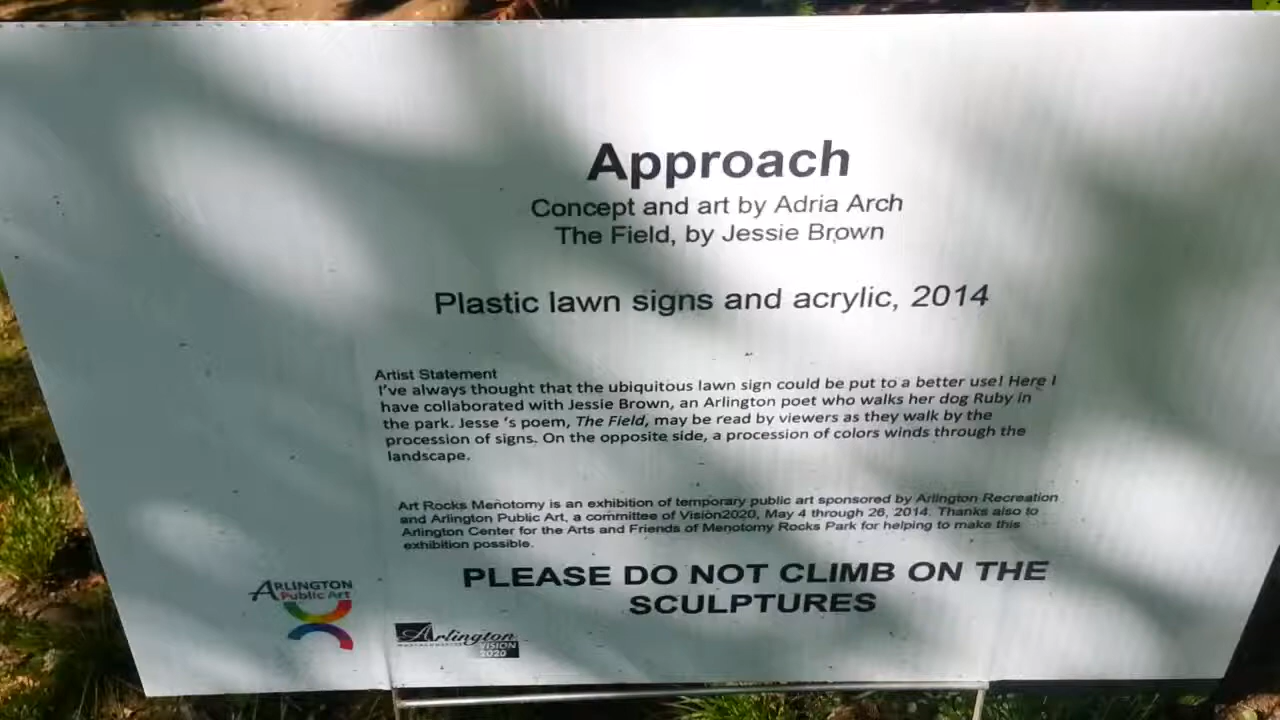 Approach
Concept and art by Adria Arch
The Field, by Jessie Brown
Plastic lawn signs and acrylic, 2014
Artist Statement
I've always thought that the ubiquitous lawn sign could be put to a better use! Here I
have collaborated with Jessie Brown, an Arlington poet who walks her dog Ruby in
the park. Jesse 's poem, The Field, may be read by viewers as they walk by the
procession of signs. On the opposite side, a procession of colors winds through the
landscape.
Art Rocks Menotomy is an exhibition of temporary public art sponsored by Arlington Recreation
and Arlington Public Art, a committee of Vision2020, May 4 through 26, 2014. Thanks also to
Arlington Center for the Arts and Friends of Menotomy Rocks Park for helping to make this
exhibition possible.
PLEASE DO NOT CLIMB ON THE
SCULPTURES
ARLINGTON
Public Art
Arlington
VISION
2020